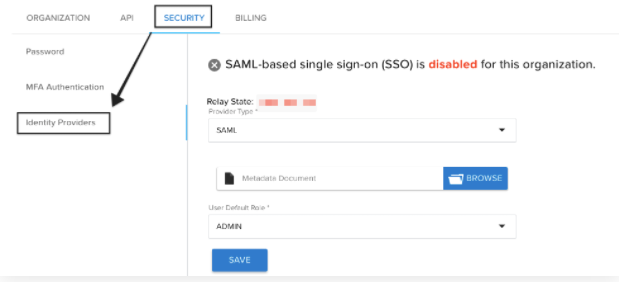 ORGANIZATION API SECURITY BILLING
Password
MFA Authentication
Identity Providers
SAML-based single sign-on (SSO) is disabled for this organization.
Relay State:
Provider Type *
SAML
Metadata Document BROWSE
User Default Role *
ADMIN
SAVE